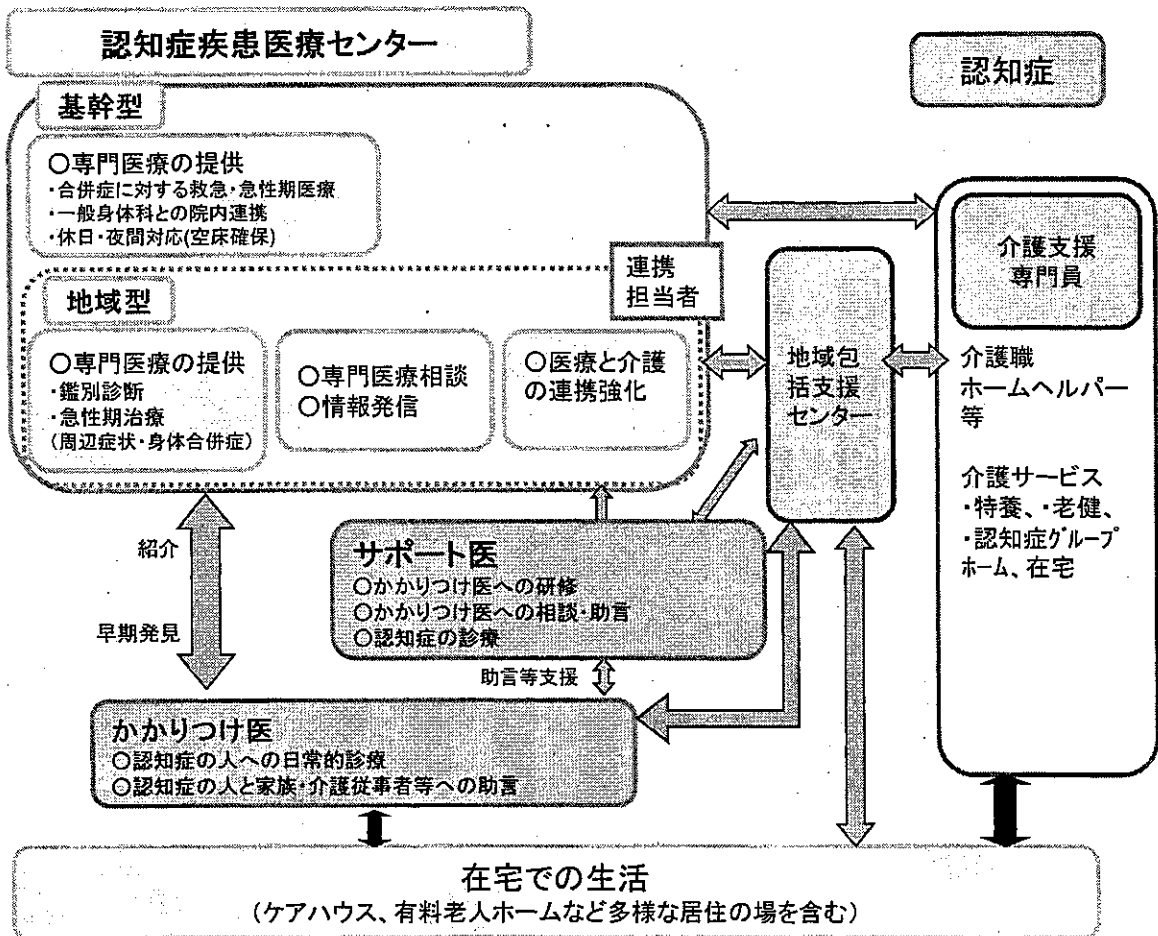 認知症疾患医療センター
認知症
基幹型
〇専門医療の提供
・合併症に対する救急・急性期医療
・一般身体科との院内連携
・休日・夜間対応(空床確保)
連携
担当者
地域型
〇専門医療の提供
・鑑別診断
・急性期治療
(周辺症状・身体合併症)
〇専門医療相談
〇情報発信
〇医療と介護
の連携強化
地域包
括支援
センター
介護支援
専門員
介護職
ホームヘルパー
等
介護サービス
・特養、・老健、
・認知症グループ
ホーム、在宅
紹介
早期発見
サポート医
〇かかりつけ医への研修
〇かかりつけ医への相談・助言
〇認知症の診療
助言等支援
かかりつけ医
〇認知症の人への日常的診療
〇認知症の人と家族・介護従事者等への助言
在宅での生活
(ケアハウス、有料老人ホームなど多様な居住の場を含む)